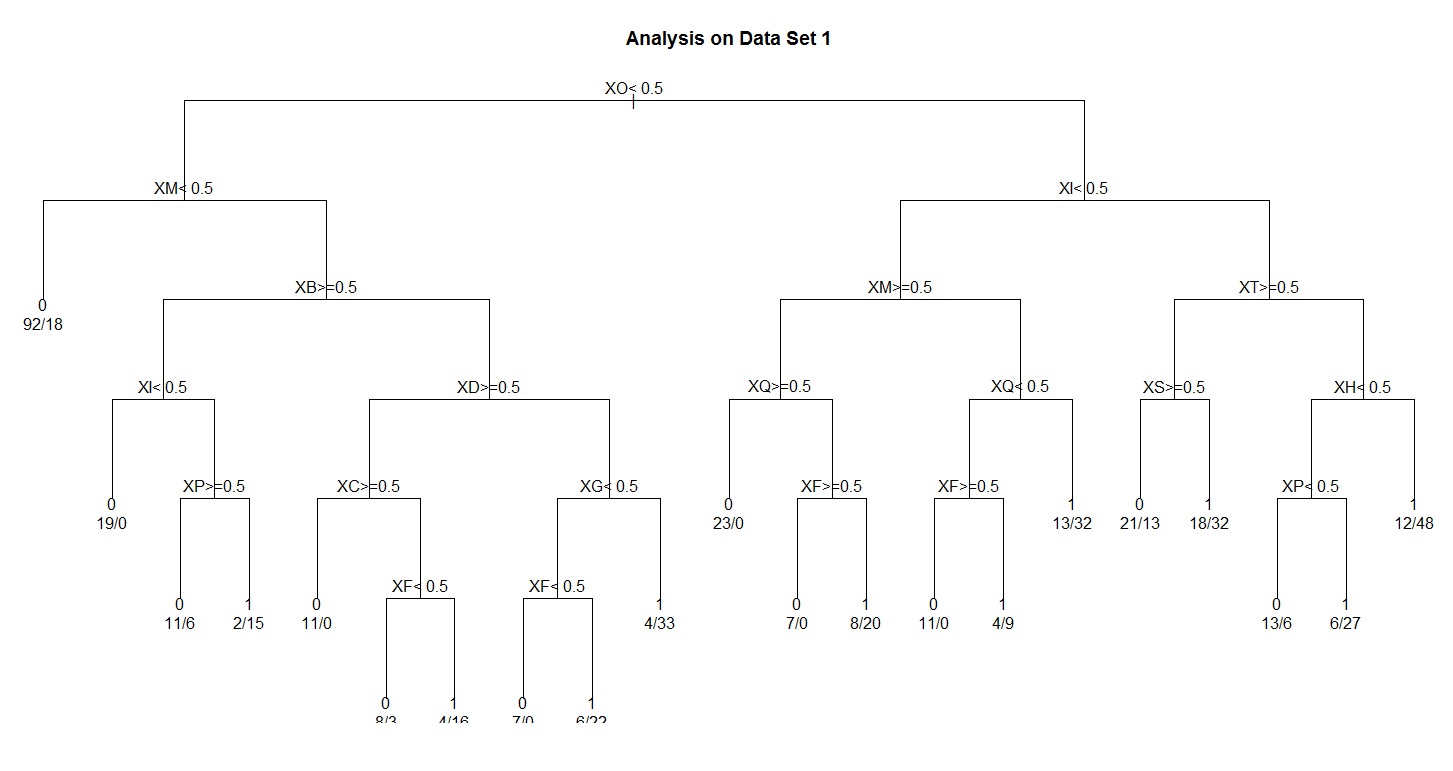 Analysis on Data Set 1
XO< 0.5
XM< 0.5 XI< 0.5
XB>=0.5 XM>=0.5 XT>=0.5
0
92/18
XI< 0.5 XD>=0.5 XQ>=0.5 XQ< 0.5 XS>=0.5 XH< 0.5
XP>=0.5 XC>=0.5 XG< 0.5 XF>=0.5 XF>=0.5 XP< 0.5
0 0 1 0 1 1
19/0 23/0 13/32 21/13 18/32 12/48
XF< 0.5 XF< 0.5
0 1 0 1 0 1 0 1 0 1
11/6 2/15 11/0 4/33 7/0 8/20 11/0 4/9 13/6 6/27
0 1 0 1
8/3 4/16 7/0 6/22